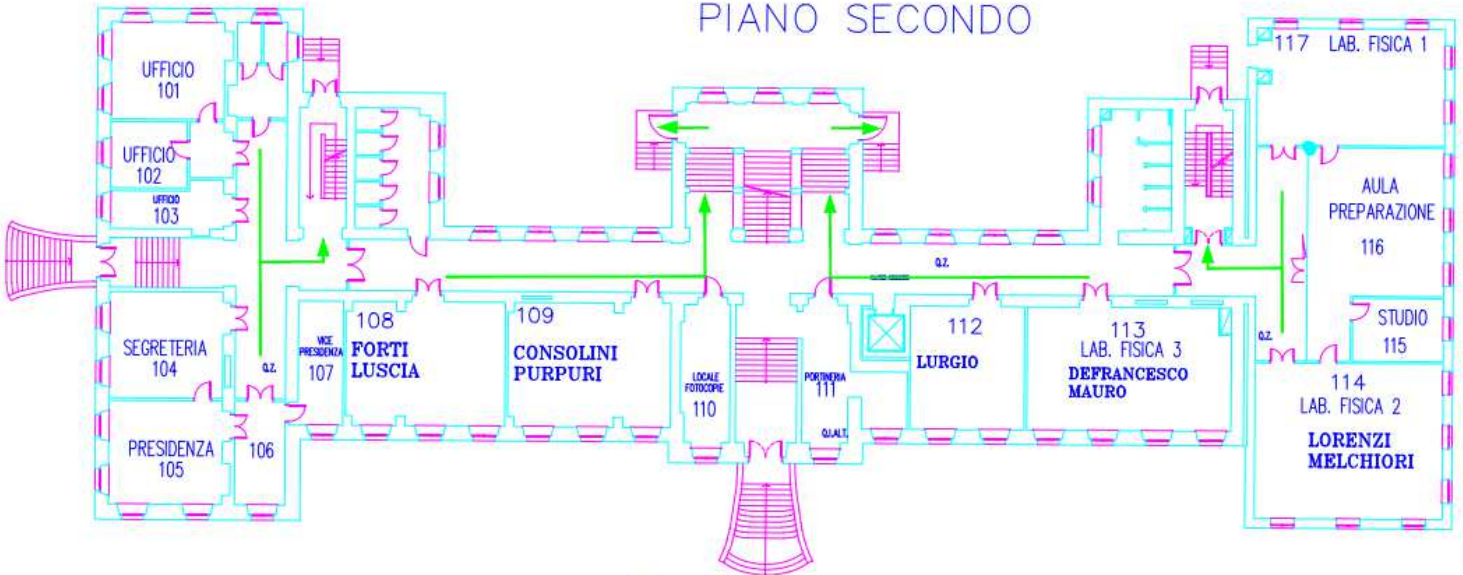 PIANO SECONDO
UFFICIO
101
UFFICIO
102
UFFICIO
103
SEGRETERIA
104
PRESIDENZA
105
106
Q.Z.
VICE
PRESIDENZA
107
108
FORTI
LUSCIA
109
CONSOLINI
PURPURI
LOCALE
FOTOCOPIE
110
PORTINERIA
111
Q.I.ALT.
Q.Z.
112
LURGIO
113
LAB. FISICA 3
DEFRANCESCO
MAURO
117 LAB. FISICA 1
AULA
PREPARAZIONE
116
STUDIO
115
Q.Z.
114
LAB. FISICA 2
LORENZI
MELCHIORI